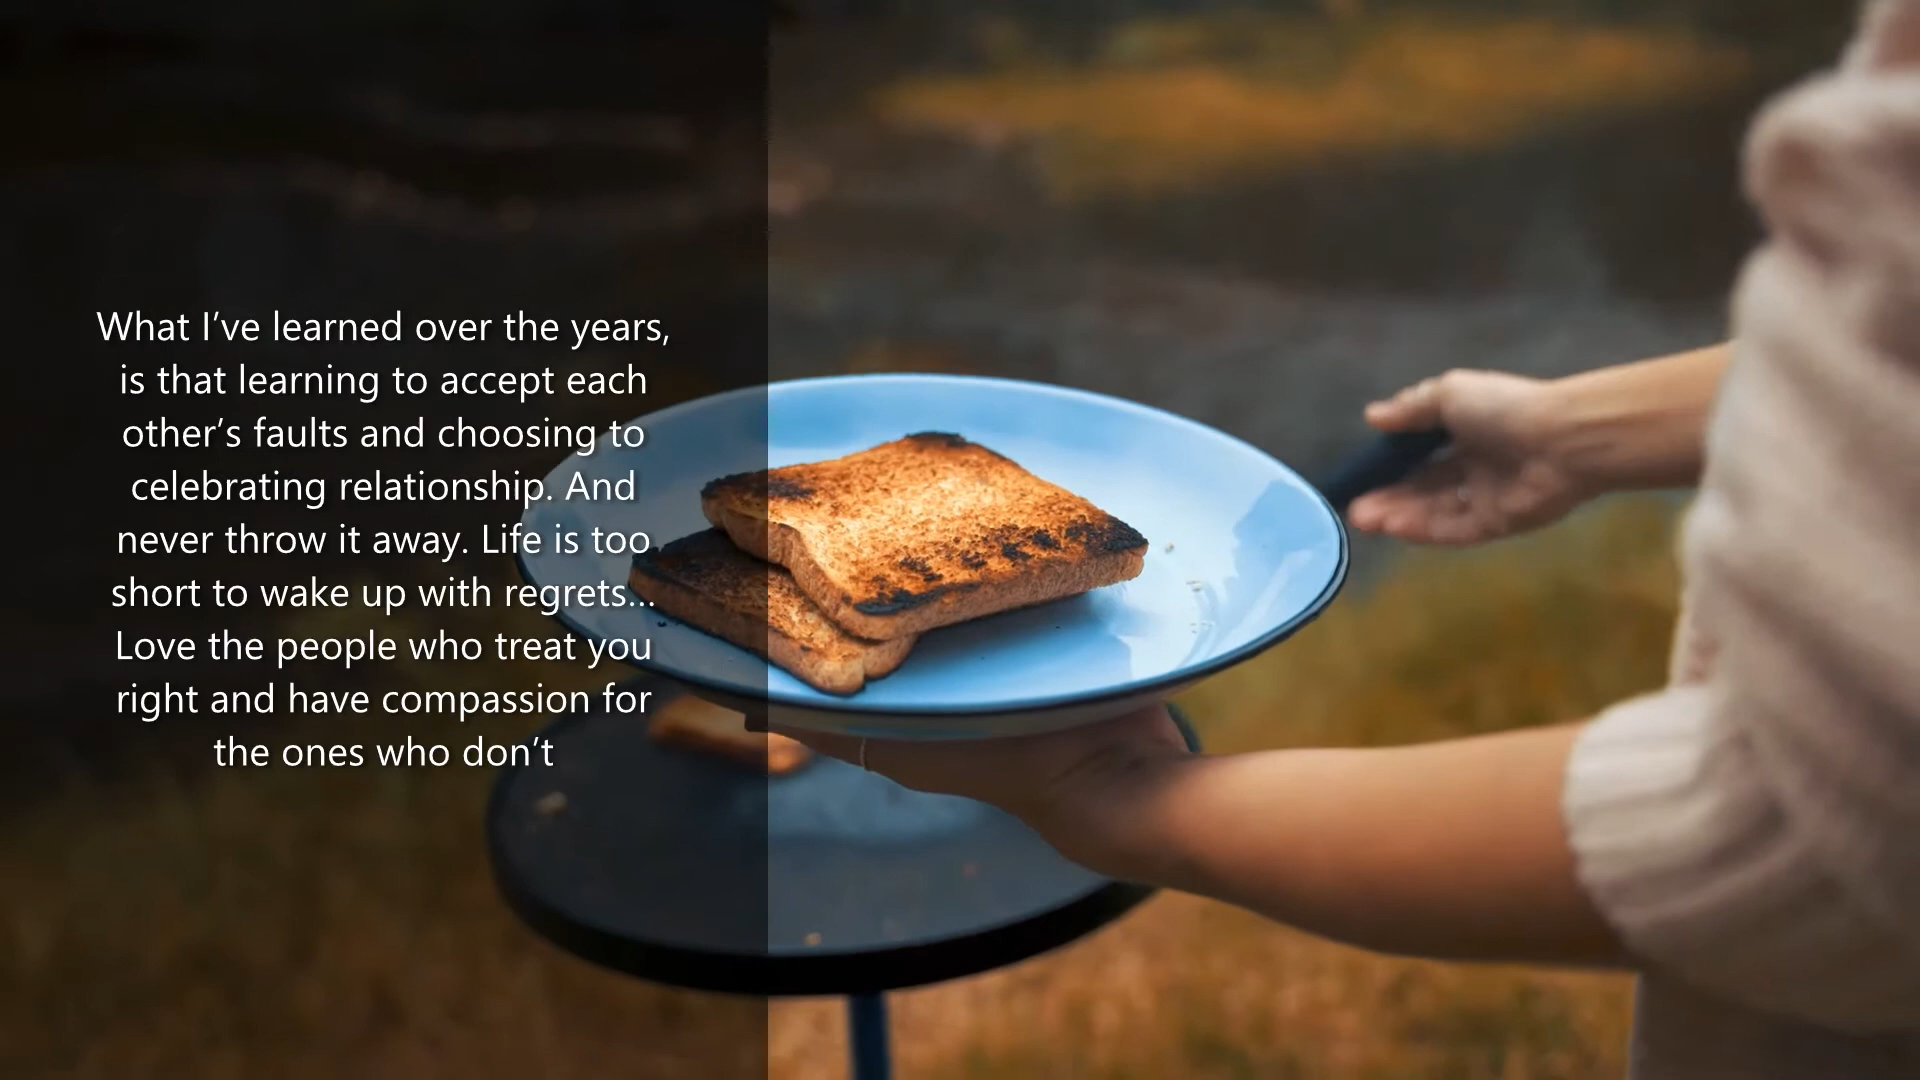 What I’ve learned over the years,
is that learning to accept each
other’s faults and choosing to
celebrating relationship. And
never throw it away. Life is too
short to wake up with regrets...
Love the people who treat you
right and have compassion for
the ones who don’t